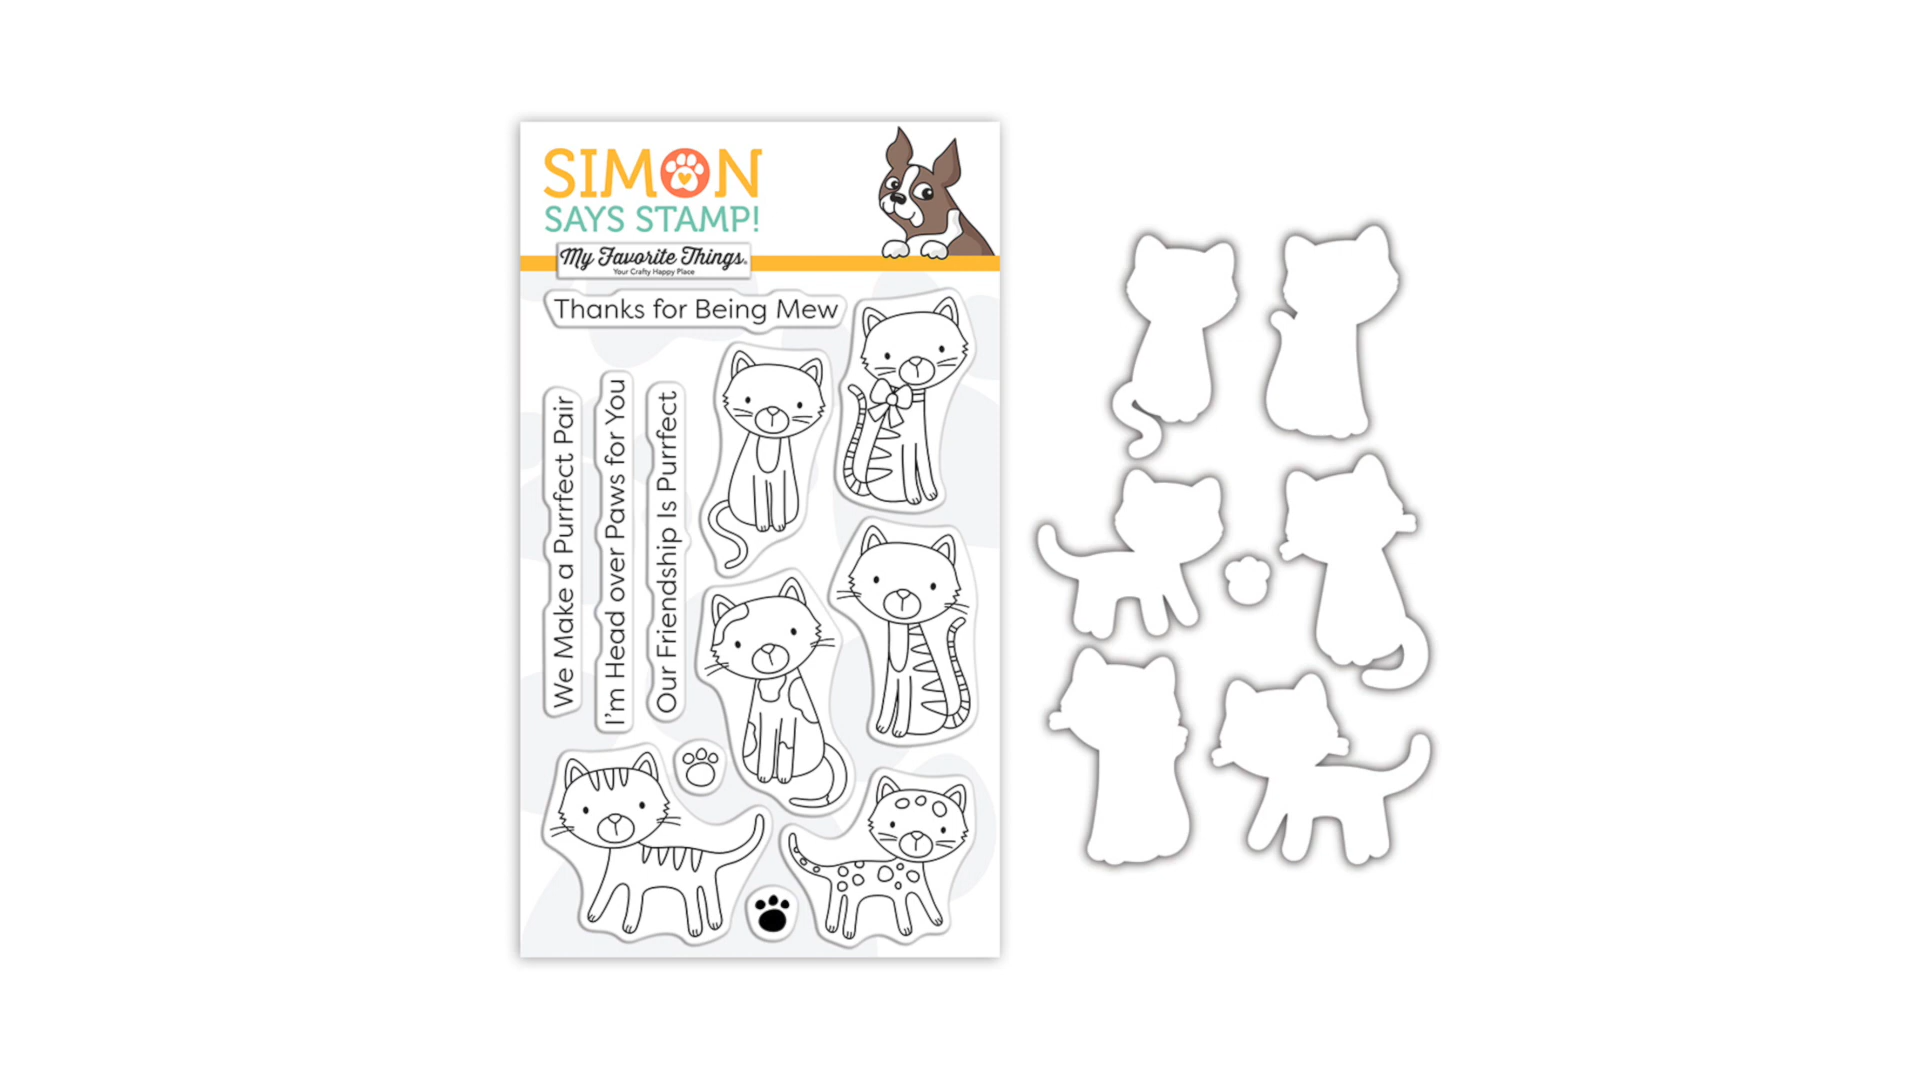 SIMON
SAYS STAMP!
My Favorite Things®
Your Crafty Happy Place
Thanks for Being Mew
We Make a Purrfect Pair
I'm Head over Paws for You
Our Friendship Is Purrfect